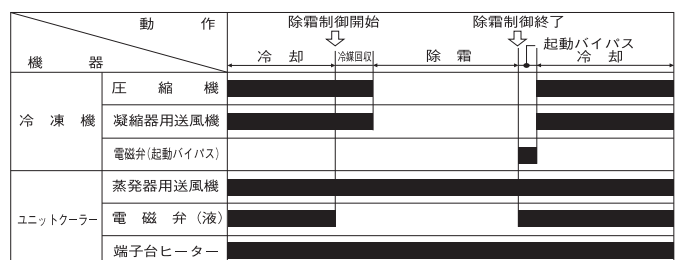 動作
除霜制御開始
除霜制御終了
機器
冷却
冷媒回収
除霜
起動バイパス
冷却
冷凍機
圧縮機
凝縮器用送風機
電磁弁(起動バイパス)
ユニットクーラー
蒸発器用送風機
電磁弁(液)
端子台ヒーター